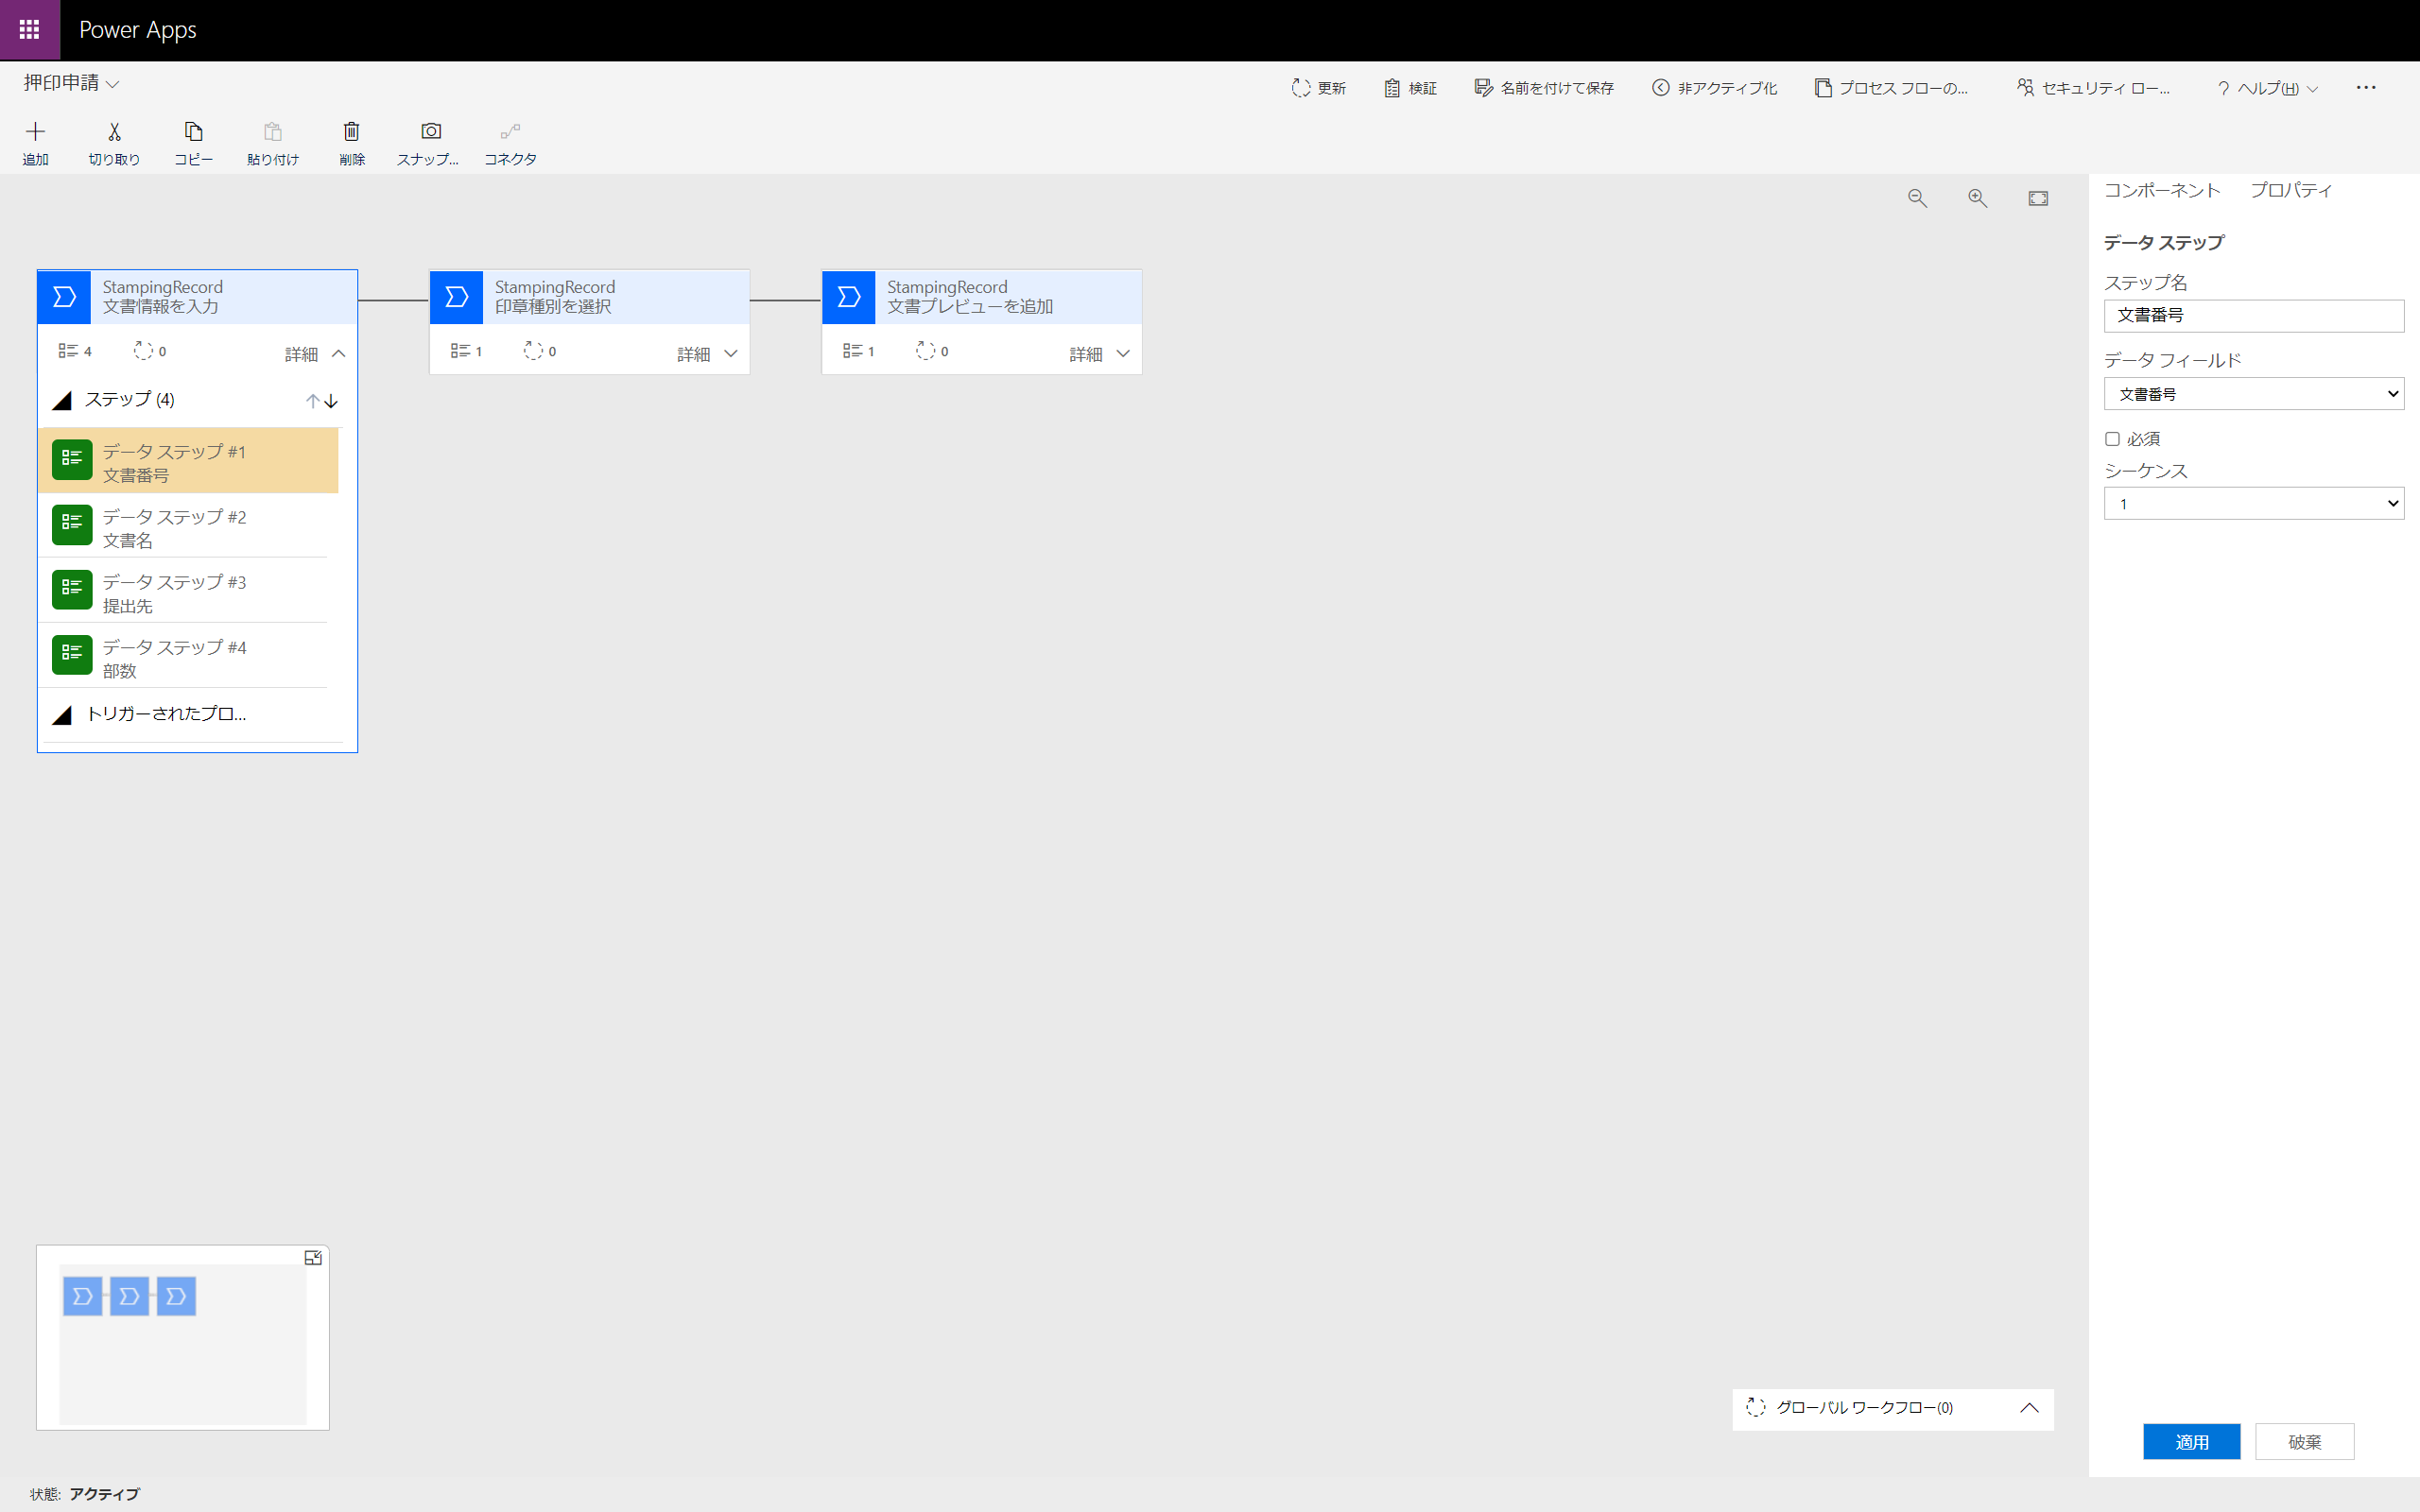 Power Apps
押印申請
更新
検証
名前を付けて保存
非アクティブ化
プロセス フローの...
セキュリティ ロー...
? ヘルプ(H)
追加
切り取り
コピー
貼り付け
削除
スナップ...
コネクタ
コンポーネント
プロパティ
StampingRecord
文書情報を入力
4
0
詳細
ステップ (4)
データ ステップ #1
文書番号
データ ステップ #2
文書名
データ ステップ #3
提出先
データ ステップ #4
部数
トリガーされたプロ...
StampingRecord
印章種別を選択
1
0
詳細
StampingRecord
文書プレビューを追加
1
0
詳細
データ ステップ
ステップ名
文書番号
データ フィールド
文書番号
必須
シーケンス
1
グローバル ワークフロー(0)
適用
破棄
状態: アクティブ